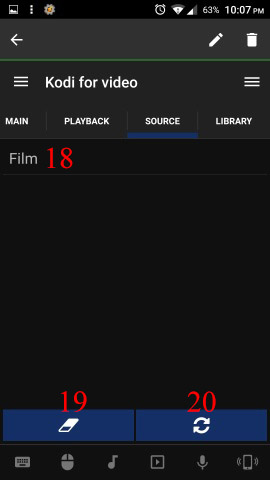 63% 10:07 PM
Kodi for video
MAIN PLAYBACK SOURCE LIBRARY
Film 18
19 20